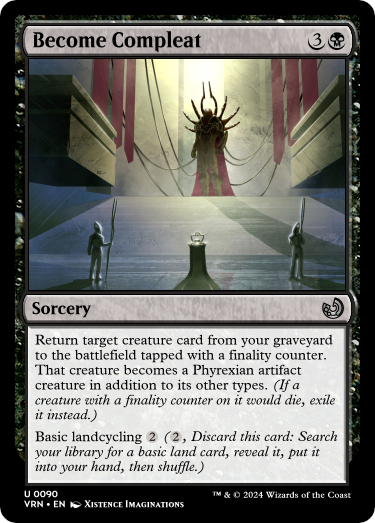 Become Compleat 3
Sorcery
Return target creature card from your graveyard
to the battlefield tapped with a finality counter.
That creature becomes a Phyrexian artifact
creature in addition to its other types. (If a
creature with a finality counter on it would die, exile
it instead.)
Basic landcycling 2 (2, Discard this card: Search
your library for a basic land card, reveal it, put it
into your hand, then shuffle.)
U 0090
VRN • EN Xistence Imaginations
™ & © 2024 Wizards of the Coast